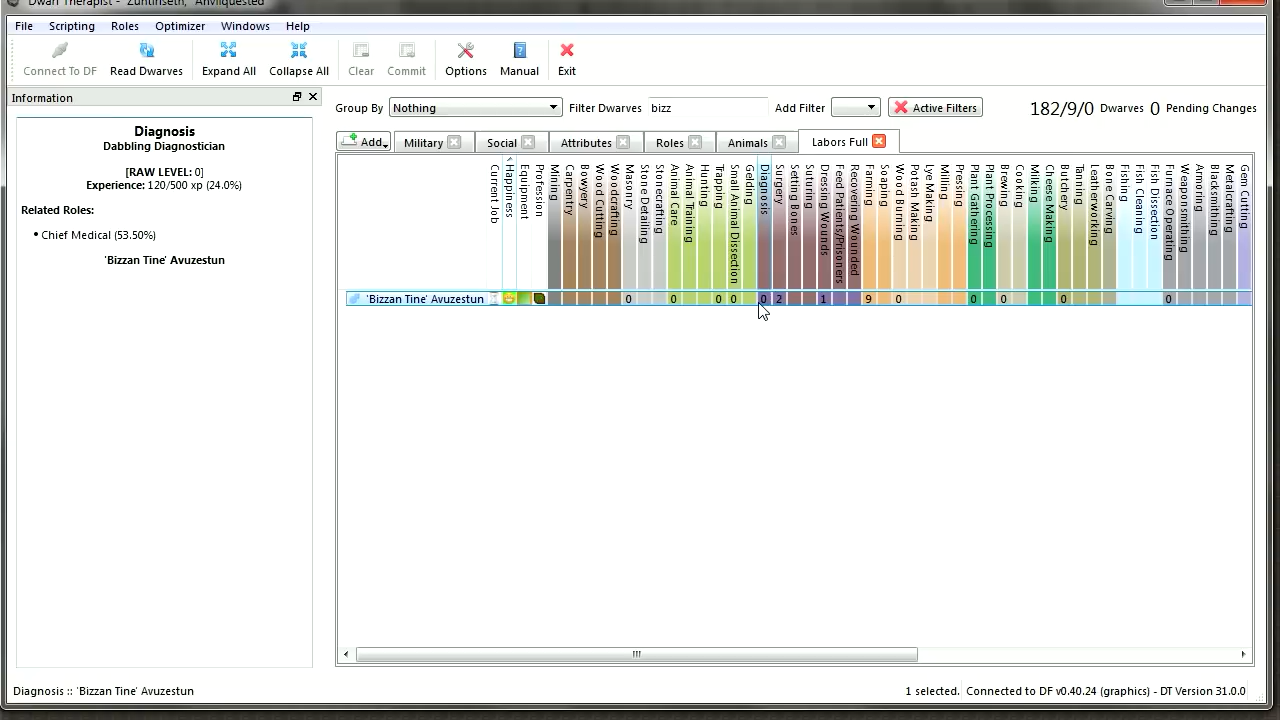 Dwarf Therapist - "Zuntîrseth", "Anvilquested"
File Scripting Roles Optimizer Windows Help
Connect To DF Read Dwarves Expand All Collapse All Clear Commit Options Manual Exit
Information
Diagnosis
Dabbling Diagnostician
[RAW LEVEL: 0]
Experience: 120/500 xp (24.0%)
Related Roles:
• Chief Medical (53.50%)
'Bizzan Tine' Avuzestun
Group By Nothing Filter Dwarves bizz Add Filter Active Filters 182/9/0 Dwarves 0 Pending Changes
Add Military Social Attributes Roles Animals Labors Full
Current Job
Happiness
Equipment
Profession
Mining
Carpentry
Bowyery
Wood Cutting
Woodcrafting
Masonry
Stone Detailing
Stonecrafting
Animal Care
Animal Training
Hunting
Trapping
Small Animal Dissection
Gelding
Diagnosis
Surgery
Setting Bones
Suturing
Dressing Wounds
Feed Patients/Prisoners
Recovering Wounded
Farming
Soaping
Wood Burning
Potash Making
Lye Making
Milling
Pressing
Plant Gathering
Plant Processing
Brewing
Cooking
Milking
Cheese Making
Butchery
Tanning
Leatherworking
Bone Carving
Fishing
Fish Cleaning
Fish Dissection
Furnace Operating
Weaponsmithing
Armoring
Blacksmithing
Metalcrafting
Gem Cutting
'Bizzan Tine' Avuzestun 0 0 0 0 0 2 1 9 0 0 0 0 0
Diagnosis :: 'Bizzan Tine' Avuzestun 1 selected. Connected to DF v0.40.24 (graphics) - DT Version 31.0.0